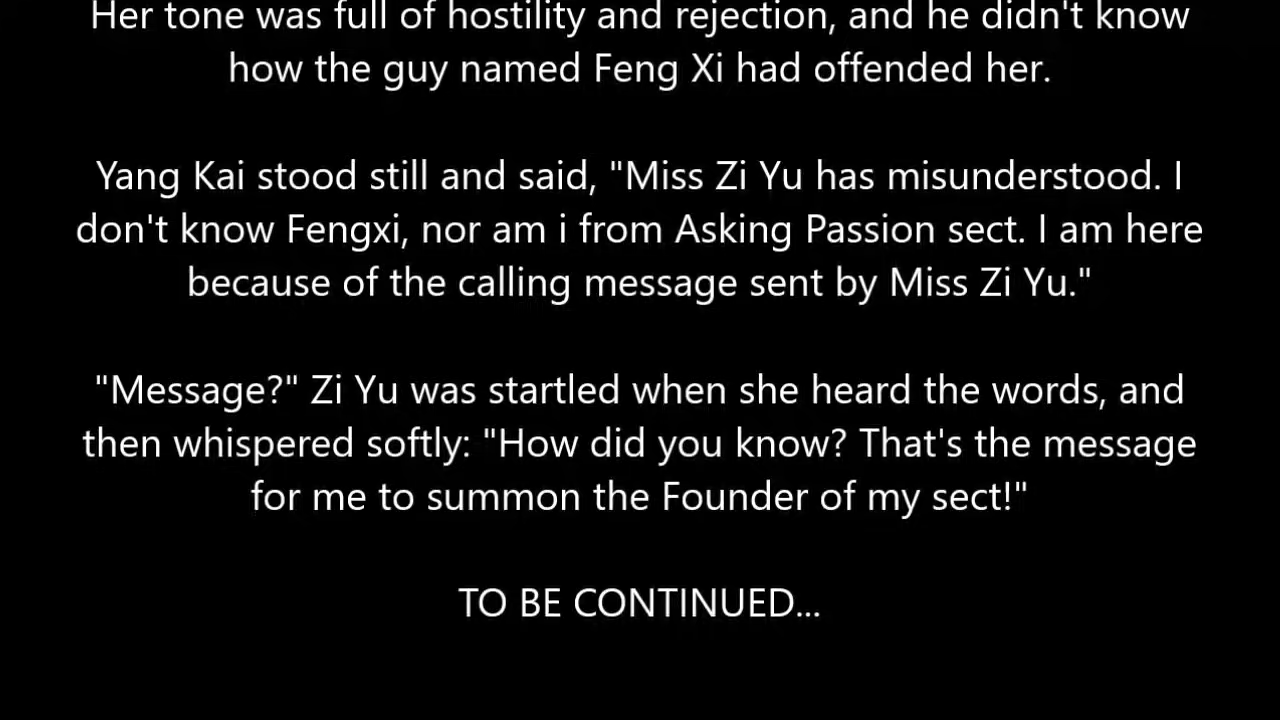 Her tone was full of hostility and rejection, and he didn't know
how the guy named Feng Xi had offended her.
Yang Kai stood still and said, "Miss Zi Yu has misunderstood. I
don't know Fengxi, nor am i from Asking Passion sect. I am here
because of the calling message sent by Miss Zi Yu."
"Message?" Zi Yu was startled when she heard the words, and
then whispered softly: "How did you know? That's the message
for me to summon the Founder of my sect!"
TO BE CONTINUED...